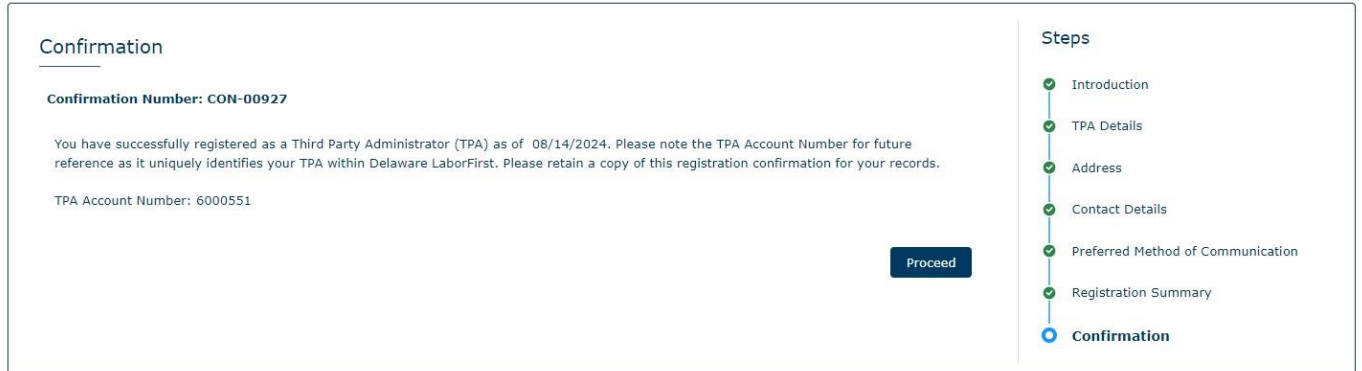 Confirmation
Confirmation Number: CON-00927
You have successfully registered as a Third Party Administrator (TPA) as of 08/14/2024. Please note the TPA Account Number for future
reference as it uniquely identifies your TPA within Delaware LaborFirst. Please retain a copy of this registration confirmation for your records.
TPA Account Number: 6000551
Proceed
Steps
Introduction
TPA Details
Address
Contact Details
Preferred Method of Communication
Registration Summary
Confirmation